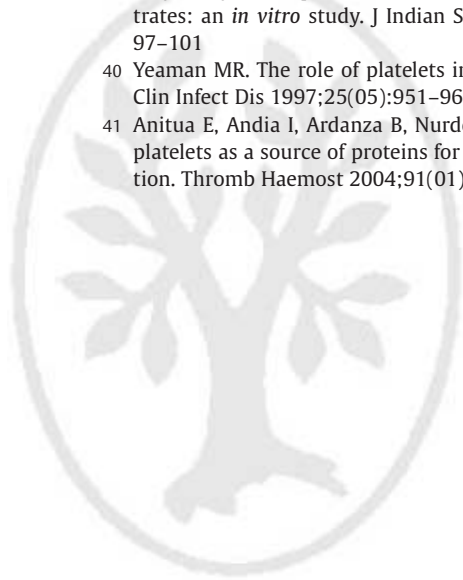 trates: an in vitro study. J Indian S
97–101
40 Yeaman MR. The role of platelets in
Clin Infect Dis 1997;25(05):951–96
41 Anitua E, Andia I, Ardanza B, Nurd
platelets as a source of proteins for
tion. Thromb Haemost 2004;91(01)